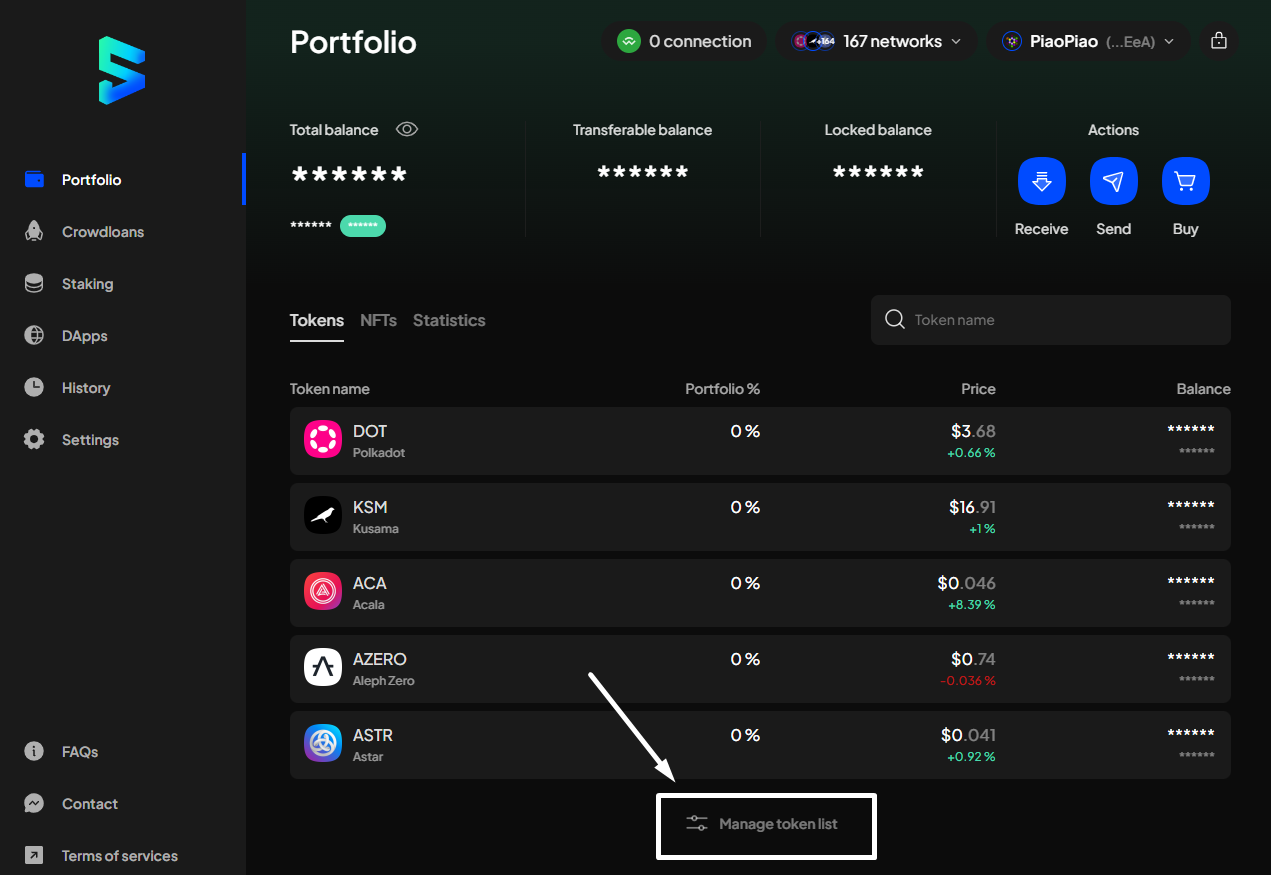 Portfolio
0 connection
+164
167 networks
PiaoPiao (...EeA)
Total balance
******
****** ******
Transferable balance
******
Locked balance
******
Actions
Receive
Send
Buy
Portfolio
Crowdloans
Staking
DApps
History
Settings
FAQs
Contact
Terms of services
Tokens NFTs Statistics
Token name
Token name Portfolio % Price Balance
DOT 0 % $3.68 ******
Polkadot +0.66 % ******
KSM 0 % $16.91 ******
Kusama +1 % ******
ACA 0 % $0.046 ******
Acala +8.39 % ******
AZERO 0 % $0.74 ******
Aleph Zero -0.036 % ******
ASTR 0 % $0.041 ******
Astar +0.92 % ******
Manage token list